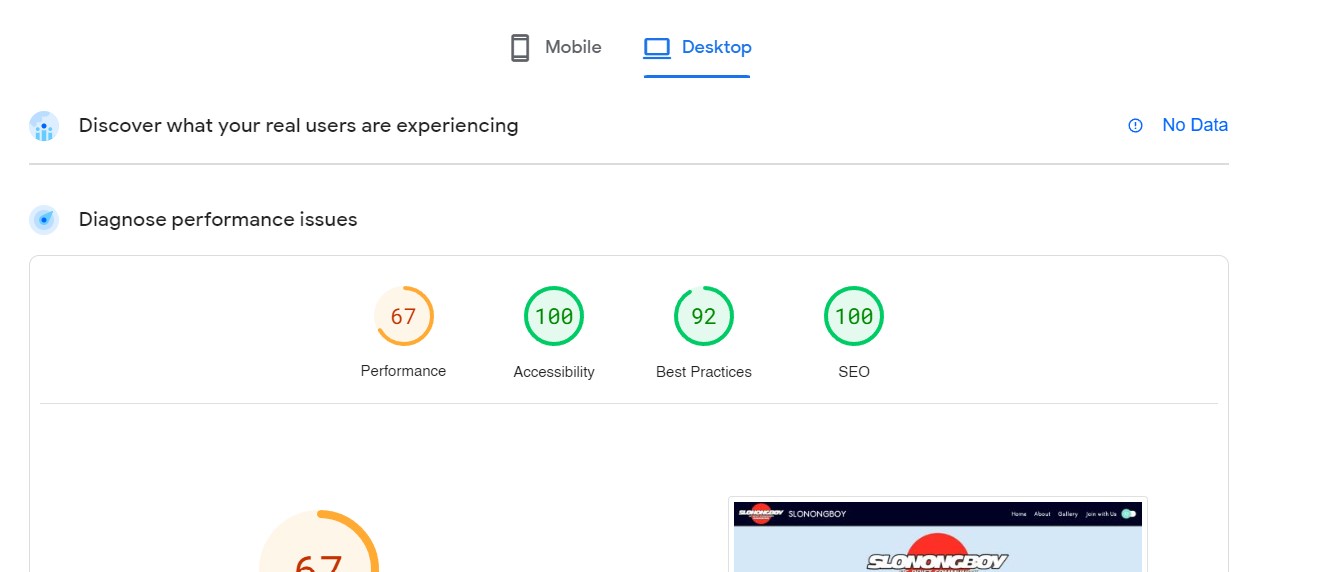 Mobile
Desktop
Discover what your real users are experiencing
No Data
Diagnose performance issues
67
100
92
100
Performance
Accessibility
Best Practices
SEO
67
SLONONGBOY SLONONGBOY Home About Gallery Join with Us
SLONONGBOY